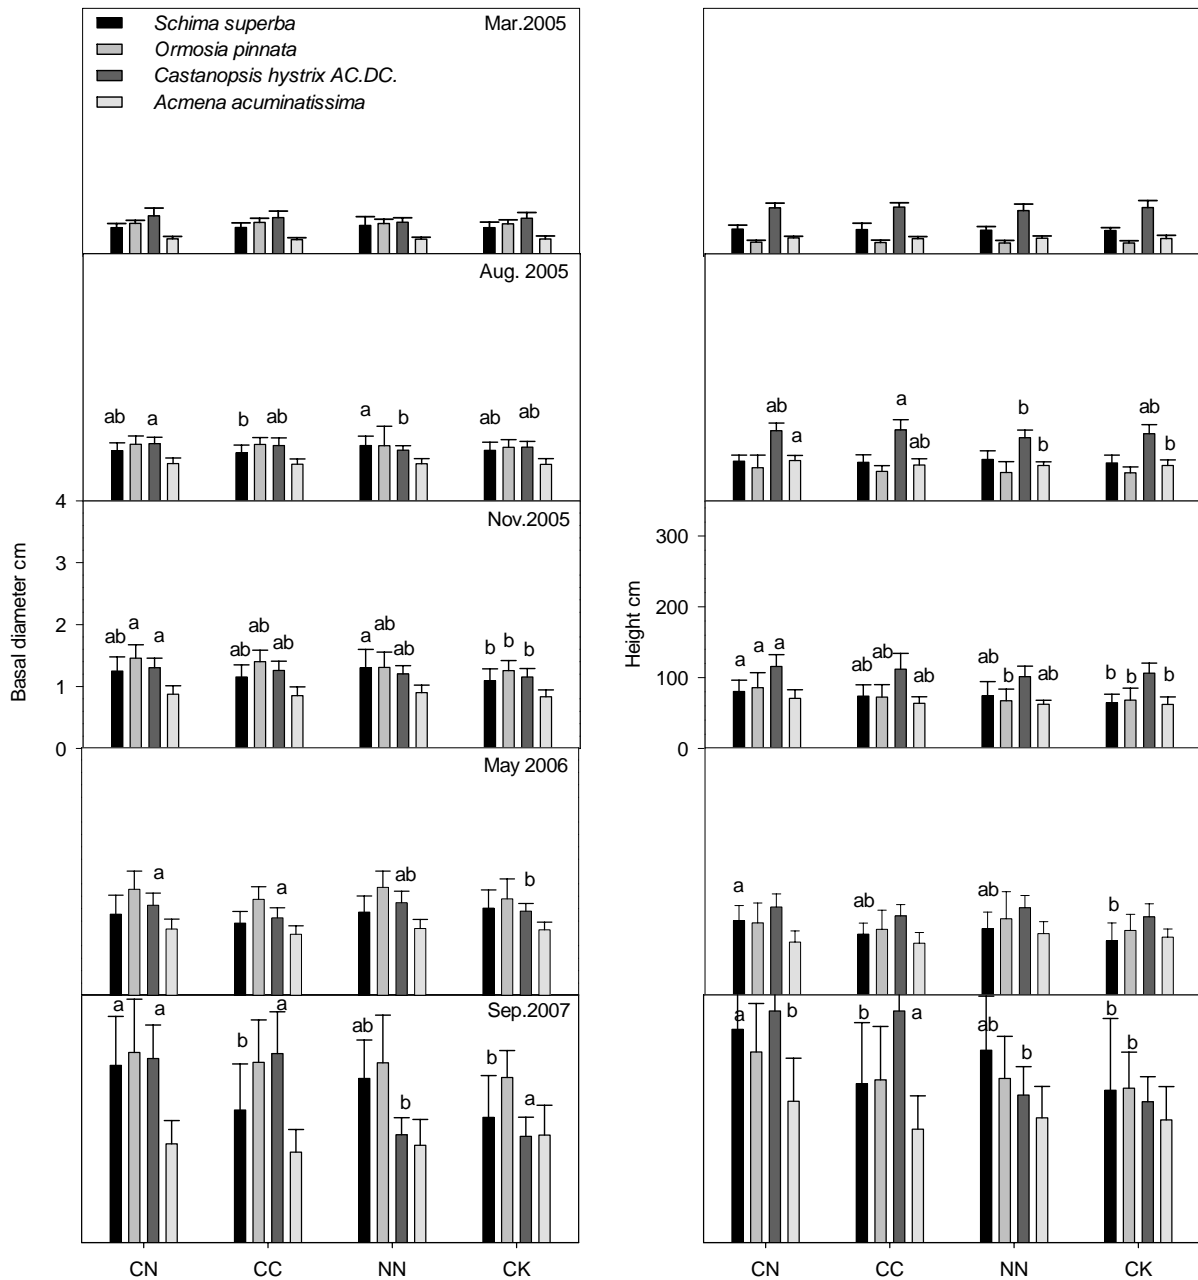 Schima superba
Mar.2005
Ormosia pinnata
Castanopsis hystrix AC.DC.
Acmena acuminatissima
Aug. 2005
ab a b ab a b ab ab
ab a a ab b b ab b
4
3
2
1
0
Basal diameter cm
Nov.2005
ab a a ab ab ab a ab ab b b b
300
200
100
0
Height cm
a a a ab ab ab ab b ab b b b
May 2006
a a ab b
a ab ab b
Sep.2007
a a b a ab b b a
a b b a ab b b b
CN CC NN CK
CN CC NN CK